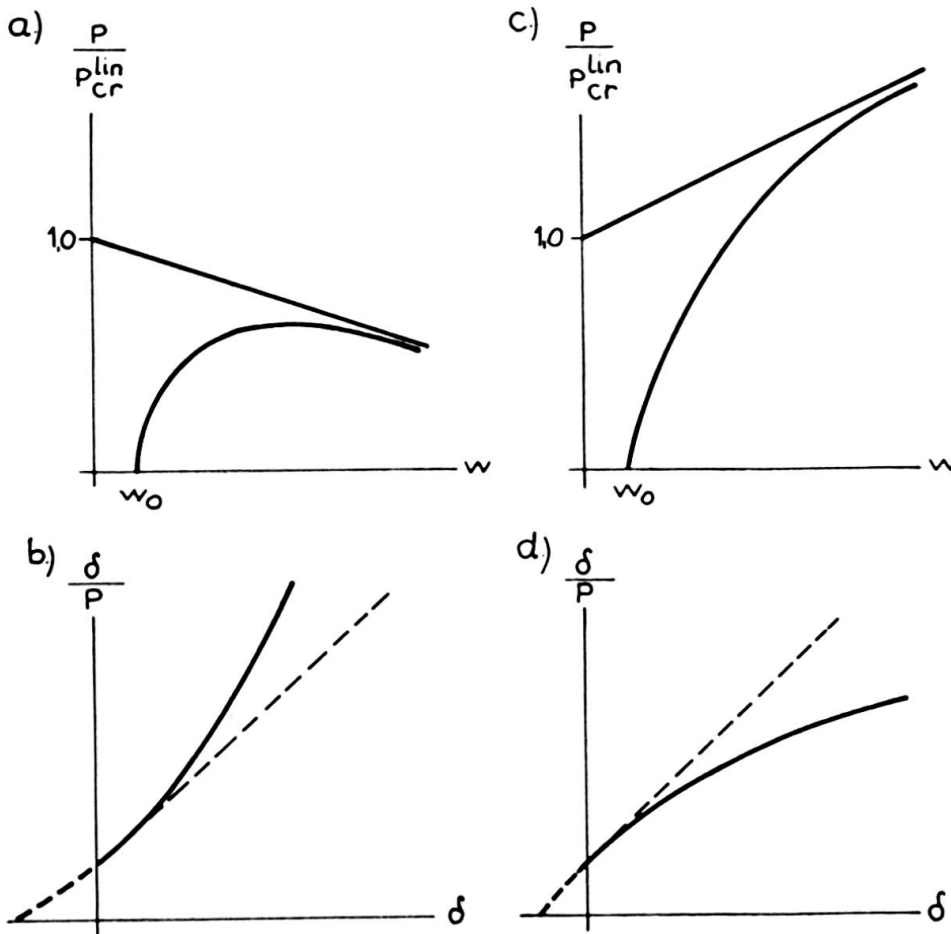 a.)
P
P lin cr
1,0
w
w₀
c.)
P
P lin cr
1,0
w
w₀
b.)
δ
P
δ
d.)
δ
P
δ